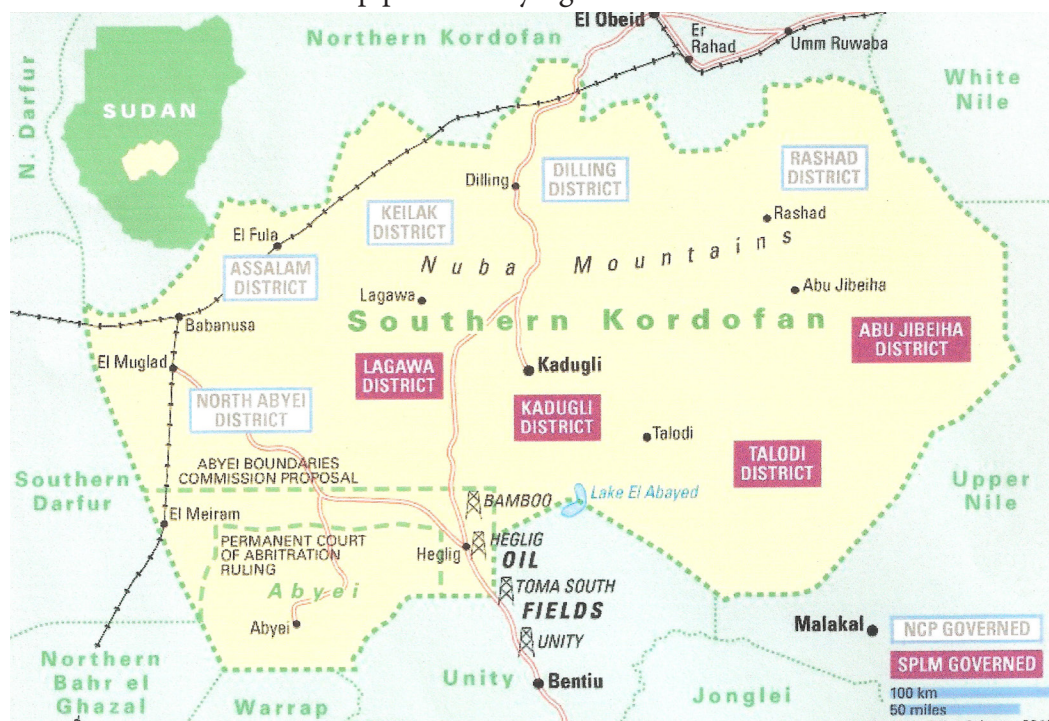 El Obeid
Northern Kordofan
Er
Rahad
Umm Ruwaba
White
Nile
N. Darfur
SUDAN
Dilling
DILLING
DISTRICT
RASHAD
DISTRICT
KEILAK
DISTRICT
Rashad
El Fula
Nuba Mountains
ASSALAM
DISTRICT
Lagawa
Abu Jibeiha
Babanusa
Southern Kordofan
ABU JIBEIHA
DISTRICT
El Muglad
LAGAWA
DISTRICT
Kadugli
NORTH ABYEI
DISTRICT
KADUGLI
DISTRICT
Talodi
TALODI
DISTRICT
ABYEI BOUNDARIES
COMMISSION PROPOSAL
Southern
Darfur
Upper
Nile
Lake El Abayed
BAMBOO
El Meiram
PERMANENT COURT
OF ABRITRATION
RULING
Heglig
HEGLIG
OIL
Abyei
TOMA SOUTH
FIELDS
Abyei
UNITY
Malakal
NCP GOVERNED
SPLM GOVERNED
Northern
Bahr el
Ghazal
Unity
Bentiu
Warrap
Jonglei
100 km
50 miles